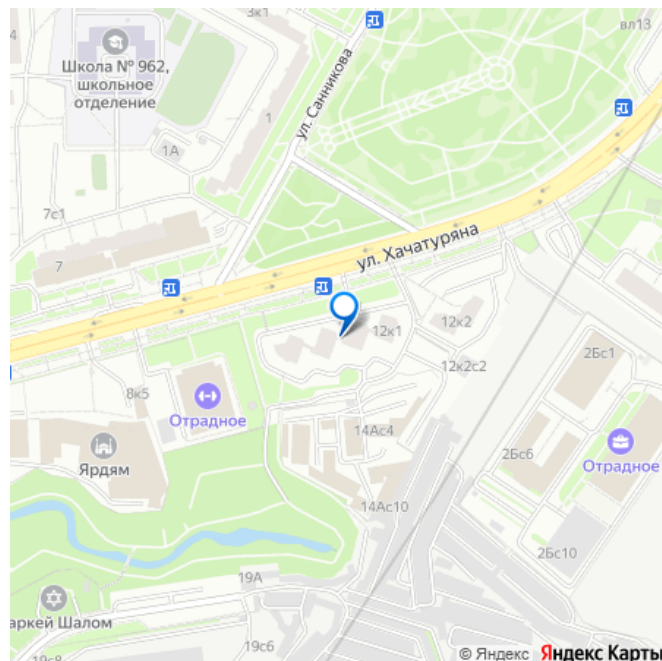 3к1
вл13
Школа № 962,
школьное
отделение
ул. Санникова
1
1А
7с1
7
ул. Хачатуряна
12к1
12к2
12к2с2
2Бс1
8к5
Отрадное
Ярдям
14Ас4
2Бс6
Отрадное
14Ас10
2Бс10
19А
аркей Шалом
19с6
19с8
© Яндекс Яндекс Карты